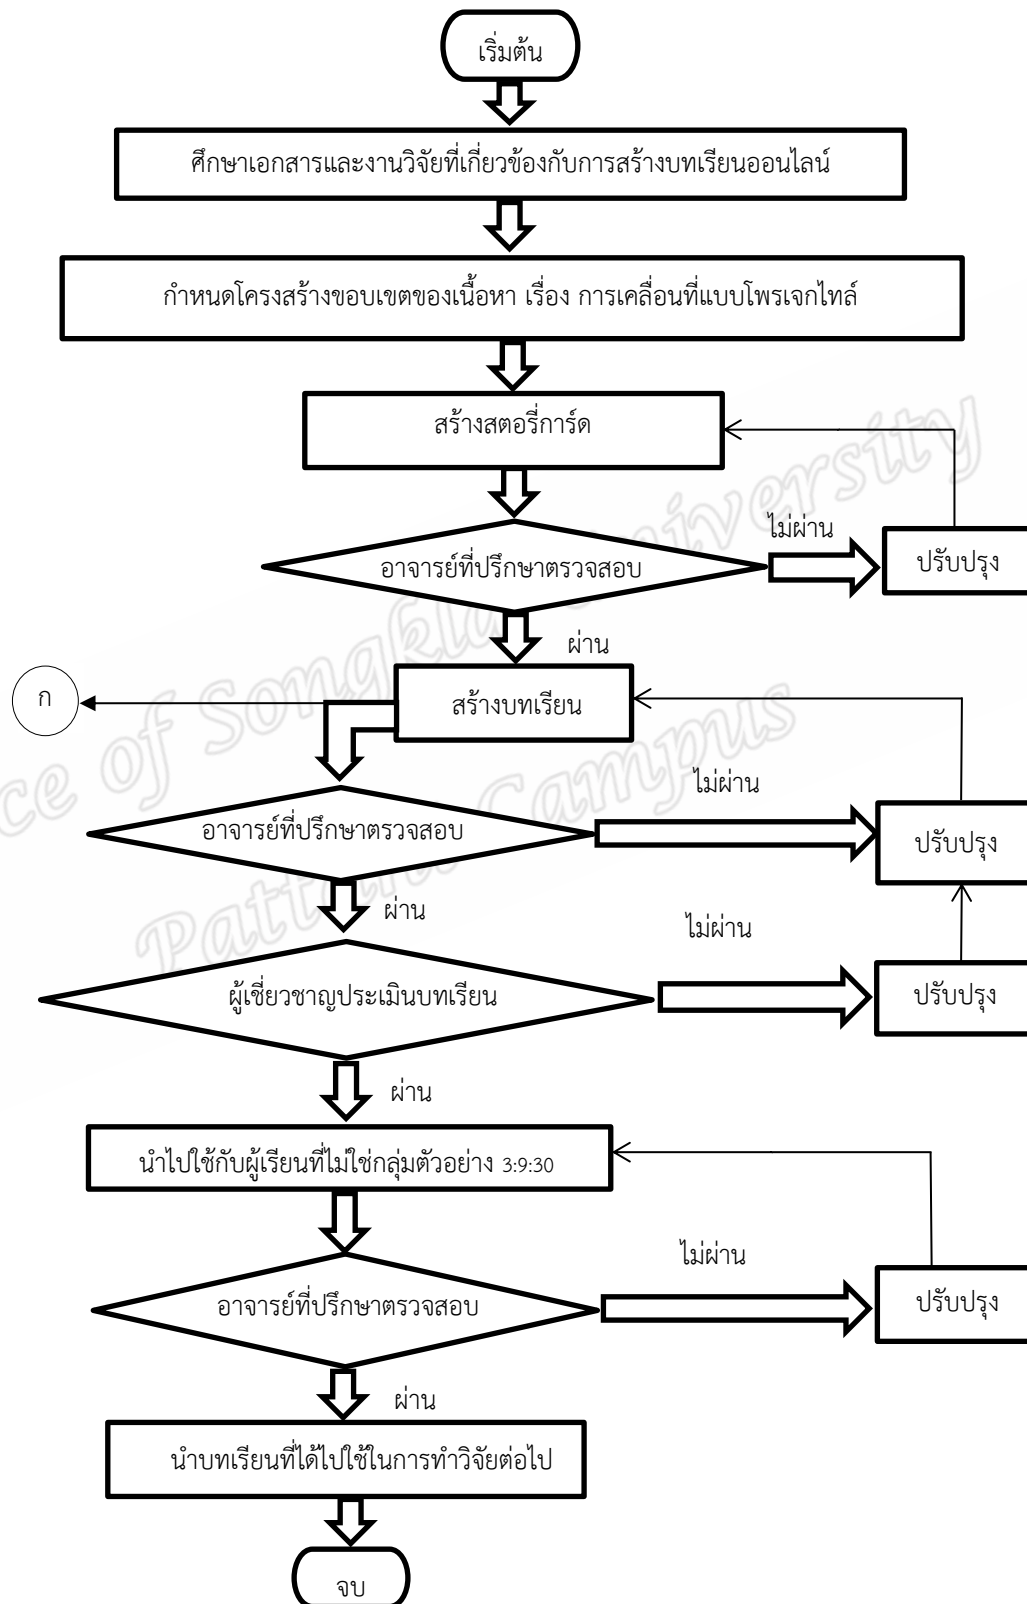 เริ่มต้น
ศึกษาเอกสารและงานวิจัยที่เกี่ยวข้องกับการสร้างบทเรียนออนไลน์
กำหนดโครงสร้างขอบเขตของเนื้อหา เรื่อง การเคลื่อนที่แบบโพรเจกไทล์
สร้างสตอรี่การ์ด
ไม่ผ่าน
อาจารย์ที่ปรึกษาตรวจสอบ
ปรับปรุง
ผ่าน
ก
สร้างบทเรียน
ไม่ผ่าน
อาจารย์ที่ปรึกษาตรวจสอบ
ปรับปรุง
ผ่าน
ไม่ผ่าน
ผู้เชี่ยวชาญประเมินบทเรียน
ปรับปรุง
ผ่าน
นำไปใช้กับผู้เรียนที่ไม่ใช่กลุ่มตัวอย่าง 3:9:30
ไม่ผ่าน
อาจารย์ที่ปรึกษาตรวจสอบ
ปรับปรุง
ผ่าน
นำบทเรียนที่ได้ไปใช้ในการทำวิจัยต่อไป
จบ
of Songkla University
Pattani Campus